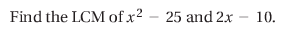 Find the LCM of x² − 25 and 2x − 10.